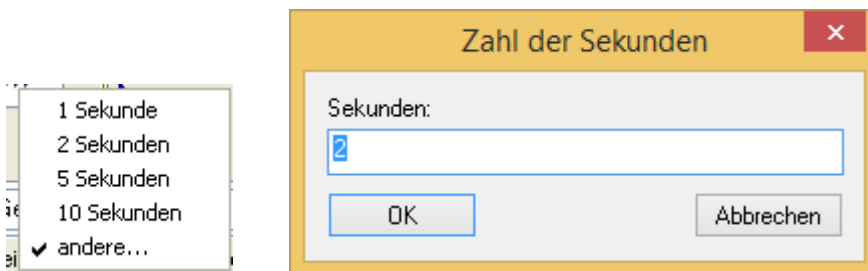 1 Sekunde
2 Sekunden
5 Sekunden
10 Sekunden
andere...
Zahl der Sekunden
Sekunden:
2
OK
Abbrechen